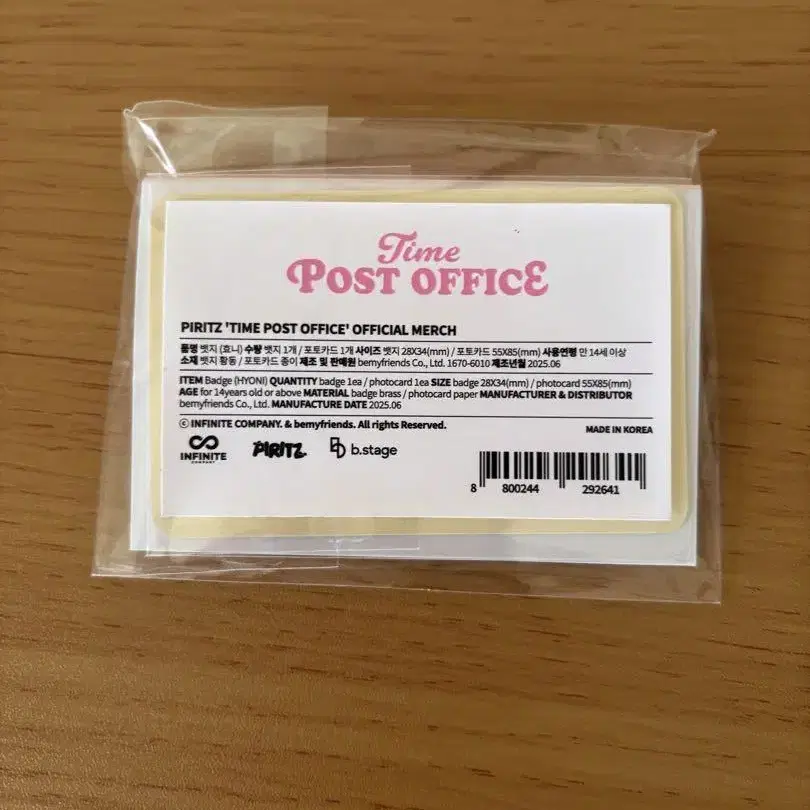 Time
POST OFFICE
PIRITZ 'TIME POST OFFICE' OFFICIAL MERCH
품명 뱃지 (효니) 수량 뱃지 1개 / 포토카드 1개 사이즈 뱃지 28X34(mm) / 포토카드 55X85(mm) 사용연령 만 14세 이상
소재 뱃지 황동 / 포토카드 종이 제조 및 판매원 bemyfriends Co., Ltd. 1670-6010 제조년월 2025.06
ITEM Badge (HYONI) QUANTITY badge 1ea / photocard 1ea SIZE badge 28X34(mm) / photocard 55X85(mm)
AGE for 14years old or above MATERIAL badge brass / photocard paper MANUFACTURER & DISTRIBUTOR
bemyfriends Co., Ltd. MANUFACTURE DATE 2025.06
© INFINITE COMPANY. & bemyfriends. All rights Reserved.
MADE IN KOREA
INFINITE
COMPANY
PIRITZ
b.stage
8 800244 292641